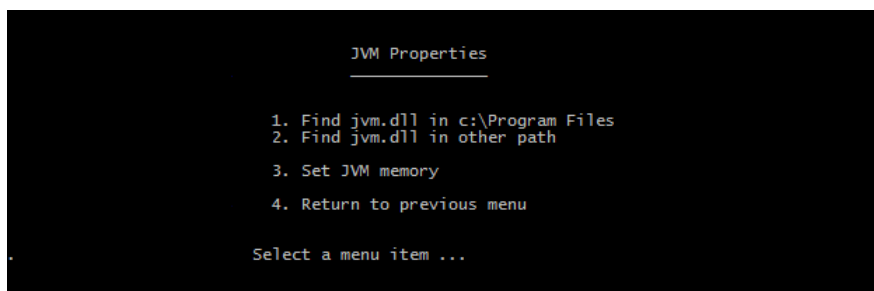 JVM Properties
1. Find jvm.dll in c:\Program Files
2. Find jvm.dll in other path
3. Set JVM memory
4. Return to previous menu
. Select a menu item ...